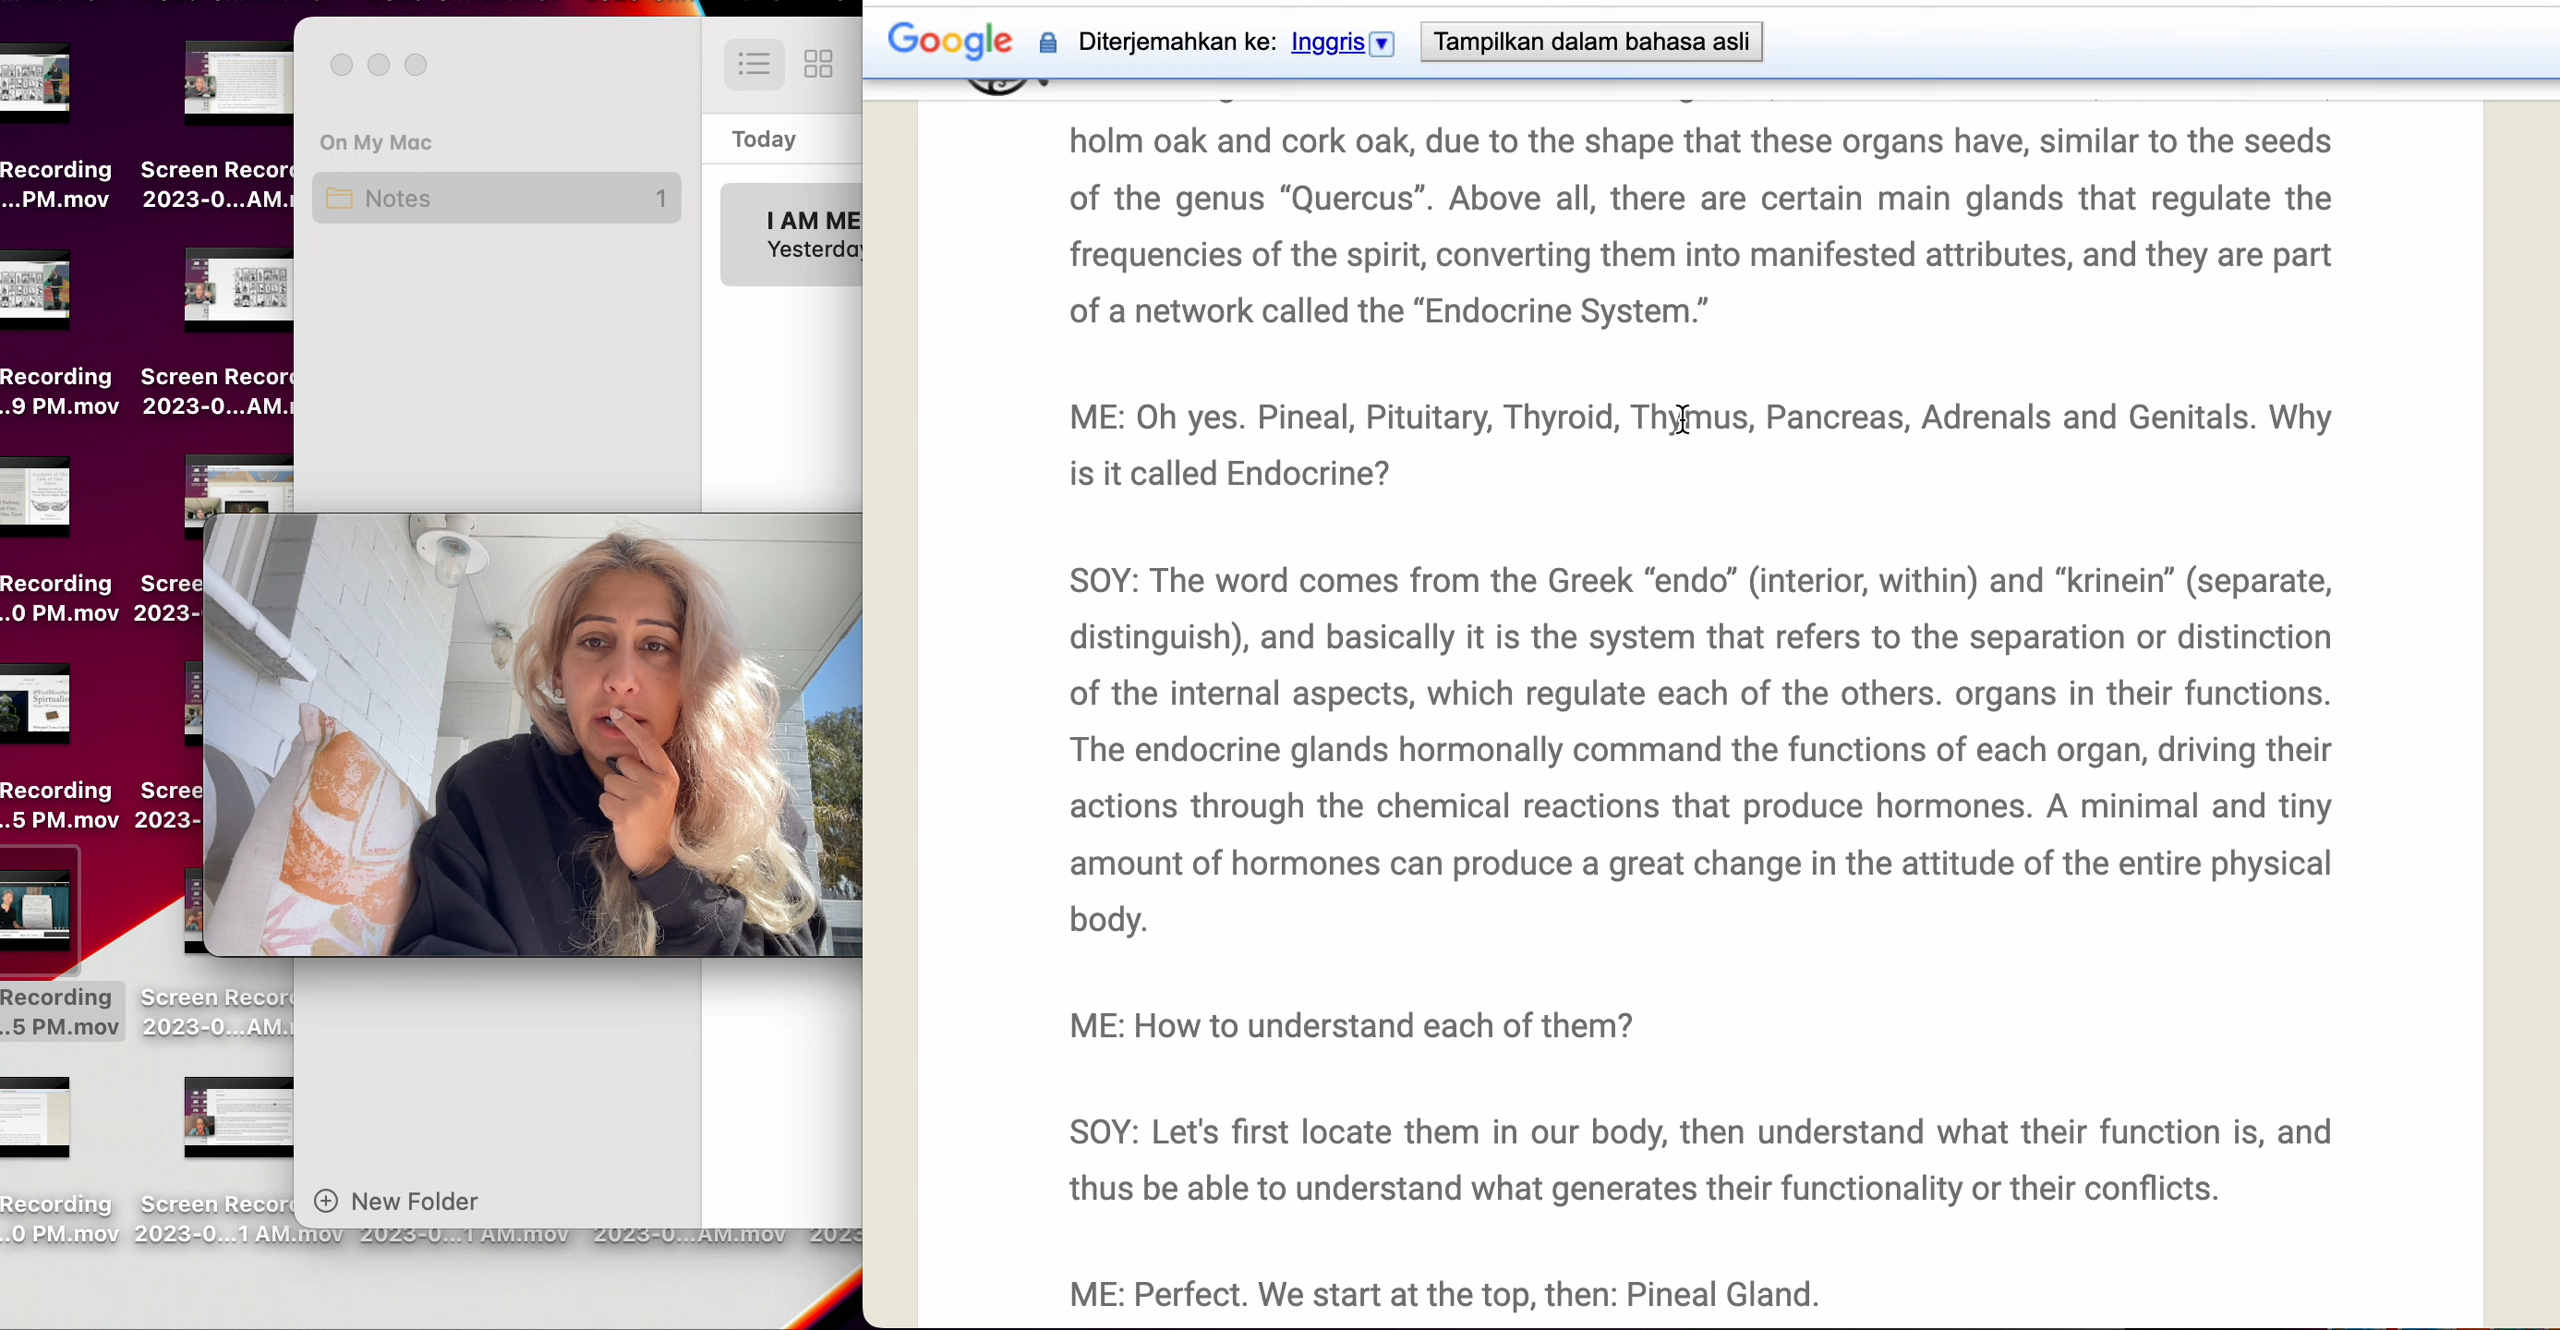 Recording
...PM.mov
Screen Recor
2023-0...AM.
Recording
..9 PM.mov
Screen Recor
2023-0...AM.
Recording
..0 PM.mov
Scree
2023-
Recording
..5 PM.mov
Scree
2023-
Recording
..5 PM.mov
Screen Recor
2023-0...AM.
Recording
..0 PM.mov
Screen Recor
2023-0...1 AM.mov
2023-0...1 AM.mov
2023-0...AM.mov
2023
On My Mac
Notes 1
New Folder
Today
I AM ME
Yesterday
Google Diterjemahkan ke: Inggris Tampilkan dalam bahasa asli
holm oak and cork oak, due to the shape that these organs have, similar to the seeds
of the genus “Quercus”. Above all, there are certain main glands that regulate the
frequencies of the spirit, converting them into manifested attributes, and they are part
of a network called the “Endocrine System.”
ME: Oh yes. Pineal, Pituitary, Thyroid, Thymus, Pancreas, Adrenals and Genitals. Why
is it called Endocrine?
SOY: The word comes from the Greek “endo” (interior, within) and “krinein” (separate,
distinguish), and basically it is the system that refers to the separation or distinction
of the internal aspects, which regulate each of the others. organs in their functions.
The endocrine glands hormonally command the functions of each organ, driving their
actions through the chemical reactions that produce hormones. A minimal and tiny
amount of hormones can produce a great change in the attitude of the entire physical
body.
ME: How to understand each of them?
SOY: Let's first locate them in our body, then understand what their function is, and
thus be able to understand what generates their functionality or their conflicts.
ME: Perfect. We start at the top, then: Pineal Gland.